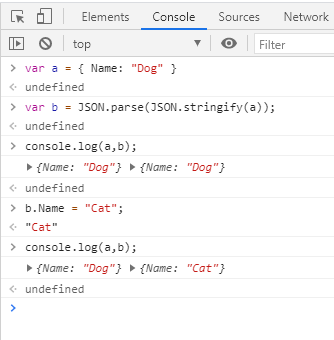 Elements Console Sources Network
top Filter
> var a = { Name: "Dog" }
< undefined
> var b = JSON.parse(JSON.stringify(a));
< undefined
> console.log(a,b);
▶{Name: "Dog"} ▶{Name: "Dog"}
< undefined
> b.Name = "Cat";
< "Cat"
> console.log(a,b);
▶{Name: "Dog"} ▶{Name: "Cat"}
< undefined
>